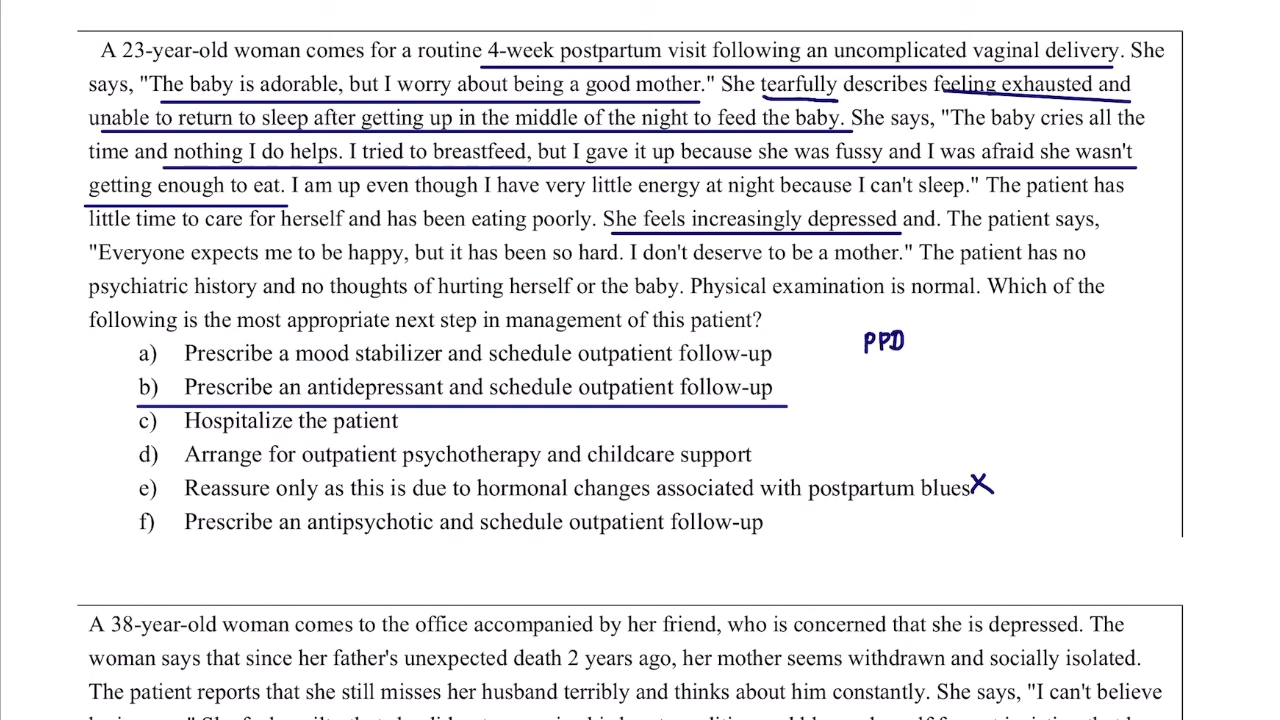 A 23-year-old woman comes for a routine 4-week postpartum visit following an uncomplicated vaginal delivery. She
says, "The baby is adorable, but I worry about being a good mother." She tearfully describes feeling exhausted and
unable to return to sleep after getting up in the middle of the night to feed the baby. She says, "The baby cries all the
time and nothing I do helps. I tried to breastfeed, but I gave it up because she was fussy and I was afraid she wasn't
getting enough to eat. I am up even though I have very little energy at night because I can't sleep." The patient has
little time to care for herself and has been eating poorly. She feels increasingly depressed and. The patient says,
"Everyone expects me to be happy, but it has been so hard. I don't deserve to be a mother." The patient has no
psychiatric history and no thoughts of hurting herself or the baby. Physical examination is normal. Which of the
following is the most appropriate next step in management of this patient?
PPD
a) Prescribe a mood stabilizer and schedule outpatient follow-up
b) Prescribe an antidepressant and schedule outpatient follow-up
c) Hospitalize the patient
d) Arrange for outpatient psychotherapy and childcare support
e) Reassure only as this is due to hormonal changes associated with postpartum blues
f) Prescribe an antipsychotic and schedule outpatient follow-up
A 38-year-old woman comes to the office accompanied by her friend, who is concerned that she is depressed. The
woman says that since her father's unexpected death 2 years ago, her mother seems withdrawn and socially isolated.
The patient reports that she still misses her husband terribly and thinks about him constantly. She says, "I can't believe